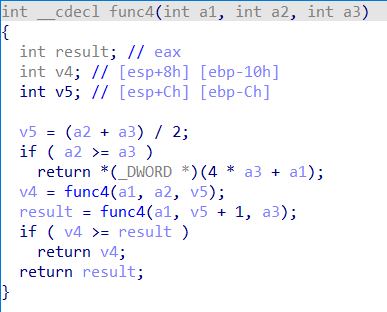 int __cdecl func4(int a1, int a2, int a3)
{
  int result; // eax
  int v4; // [esp+8h] [ebp-10h]
  int v5; // [esp+Ch] [ebp-Ch]

  v5 = (a2 + a3) / 2;
  if ( a2 >= a3 )
    return *(_DWORD *)(4 * a3 + a1);
  v4 = func4(a1, a2, v5);
  result = func4(a1, v5 + 1, a3);
  if ( v4 >= result )
    return v4;
  return result;
}